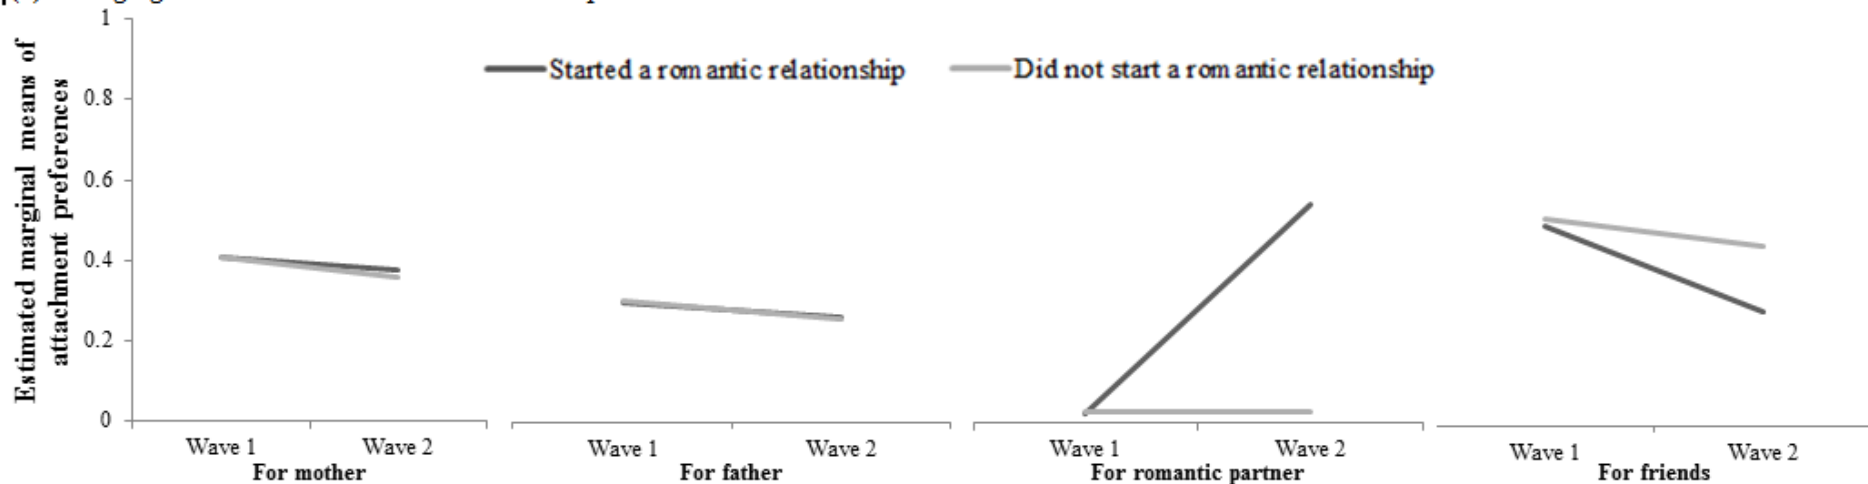 1
Started a romantic relationship
Did not start a romantic relationship
Estimated marginal means of
attachment preferences
0.8
0.6
0.4
0.2
0
Wave 1
Wave 2
For mother
Wave 1
Wave 2
For father
Wave 1
Wave 2
For romantic partner
Wave 1
Wave 2
For friends